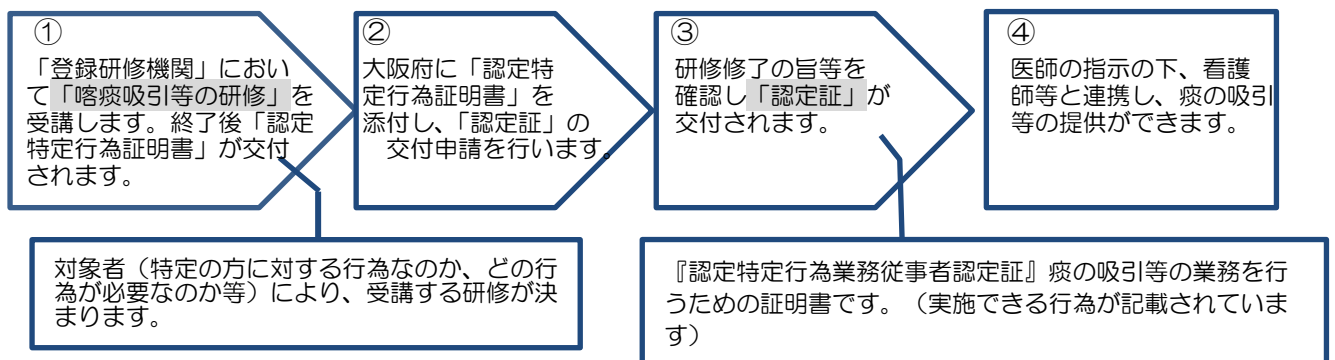 ①
「登録研修機関」におい
て「喀痰吸引等の研修」を
受講します。終了後「認定
特定行為証明書」が交付
されます。
②
大阪府に「認定特
定行為証明書」を
添付し、「認定証」の
交付申請を行います。
③
研修修了の旨等を
確認し「認定証」が
交付されます。
④
医師の指示の下、看護
師等と連携し、痰の吸引
等の提供ができます。
対象者（特定の方に対する行為なのか、どの行
為が必要なのか等）により、受講する研修が決
まります。
『認定特定行為業務従事者認定証』痰の吸引等の業務を行
うための証明書です。（実施できる行為が記載されていま
す）